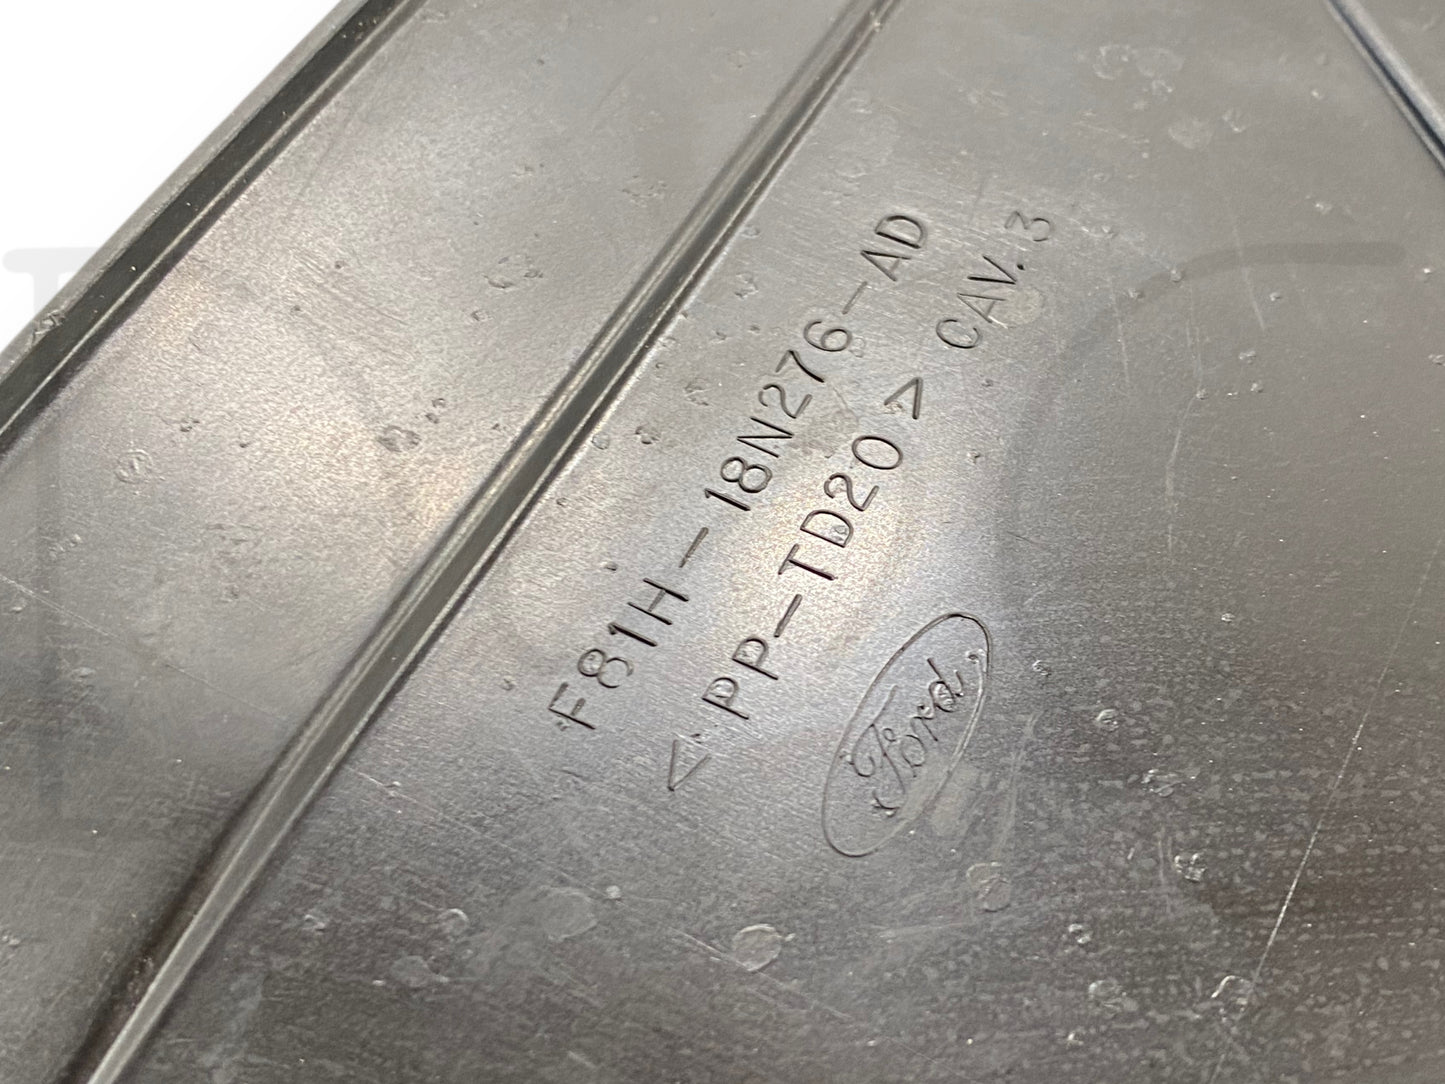 F81H-18N276-AD
< PP-TD20 > CAV. 3
Ford